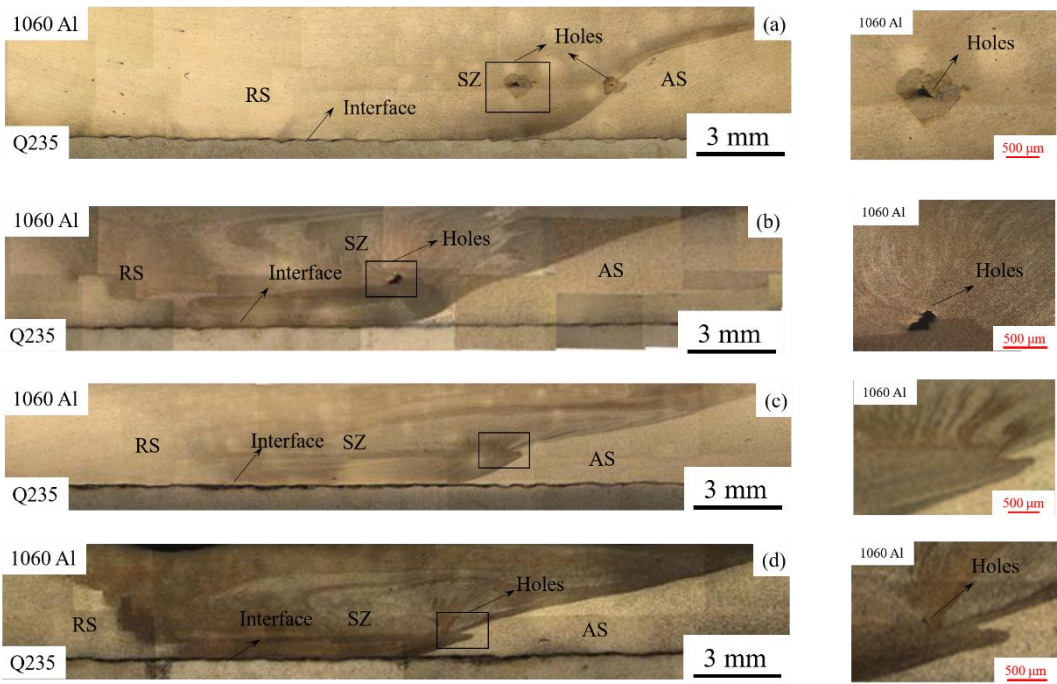 1060 Al
(a)
Holes
SZ
AS
RS
Interface
Q235
3 mm
1060 Al
Holes
500 μm
1060 Al
(b)
SZ
Holes
RS
Interface
AS
Q235
3 mm
1060 Al
Holes
500 μm
1060 Al
(c)
RS
Interface
SZ
AS
Q235
3 mm
1060 Al
500 μm
1060 Al
(d)
Holes
RS
Interface
SZ
AS
Q235
3 mm
1060 Al
Holes
500 μm